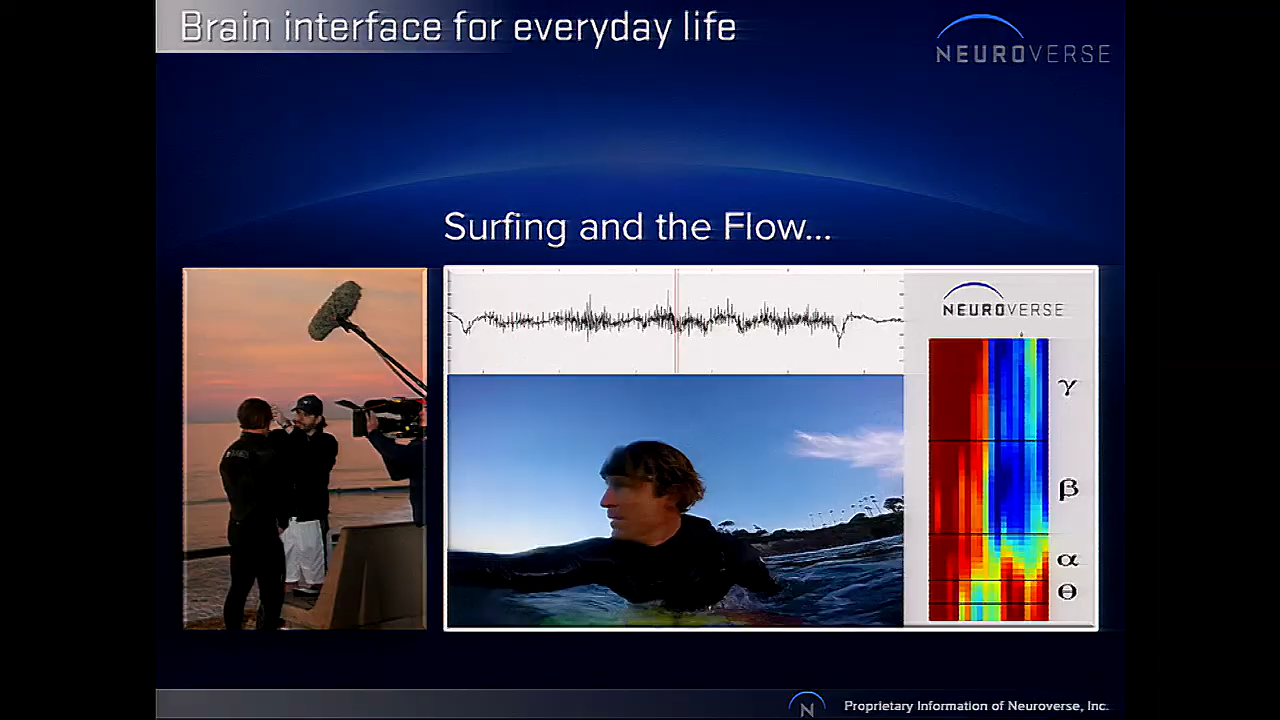 Brain interface for everyday life
NEUROVERSE
Surfing and the Flow...
NEUROVERSE
γ
β
α
θ
N
Proprietary Information of Neuroverse, Inc.